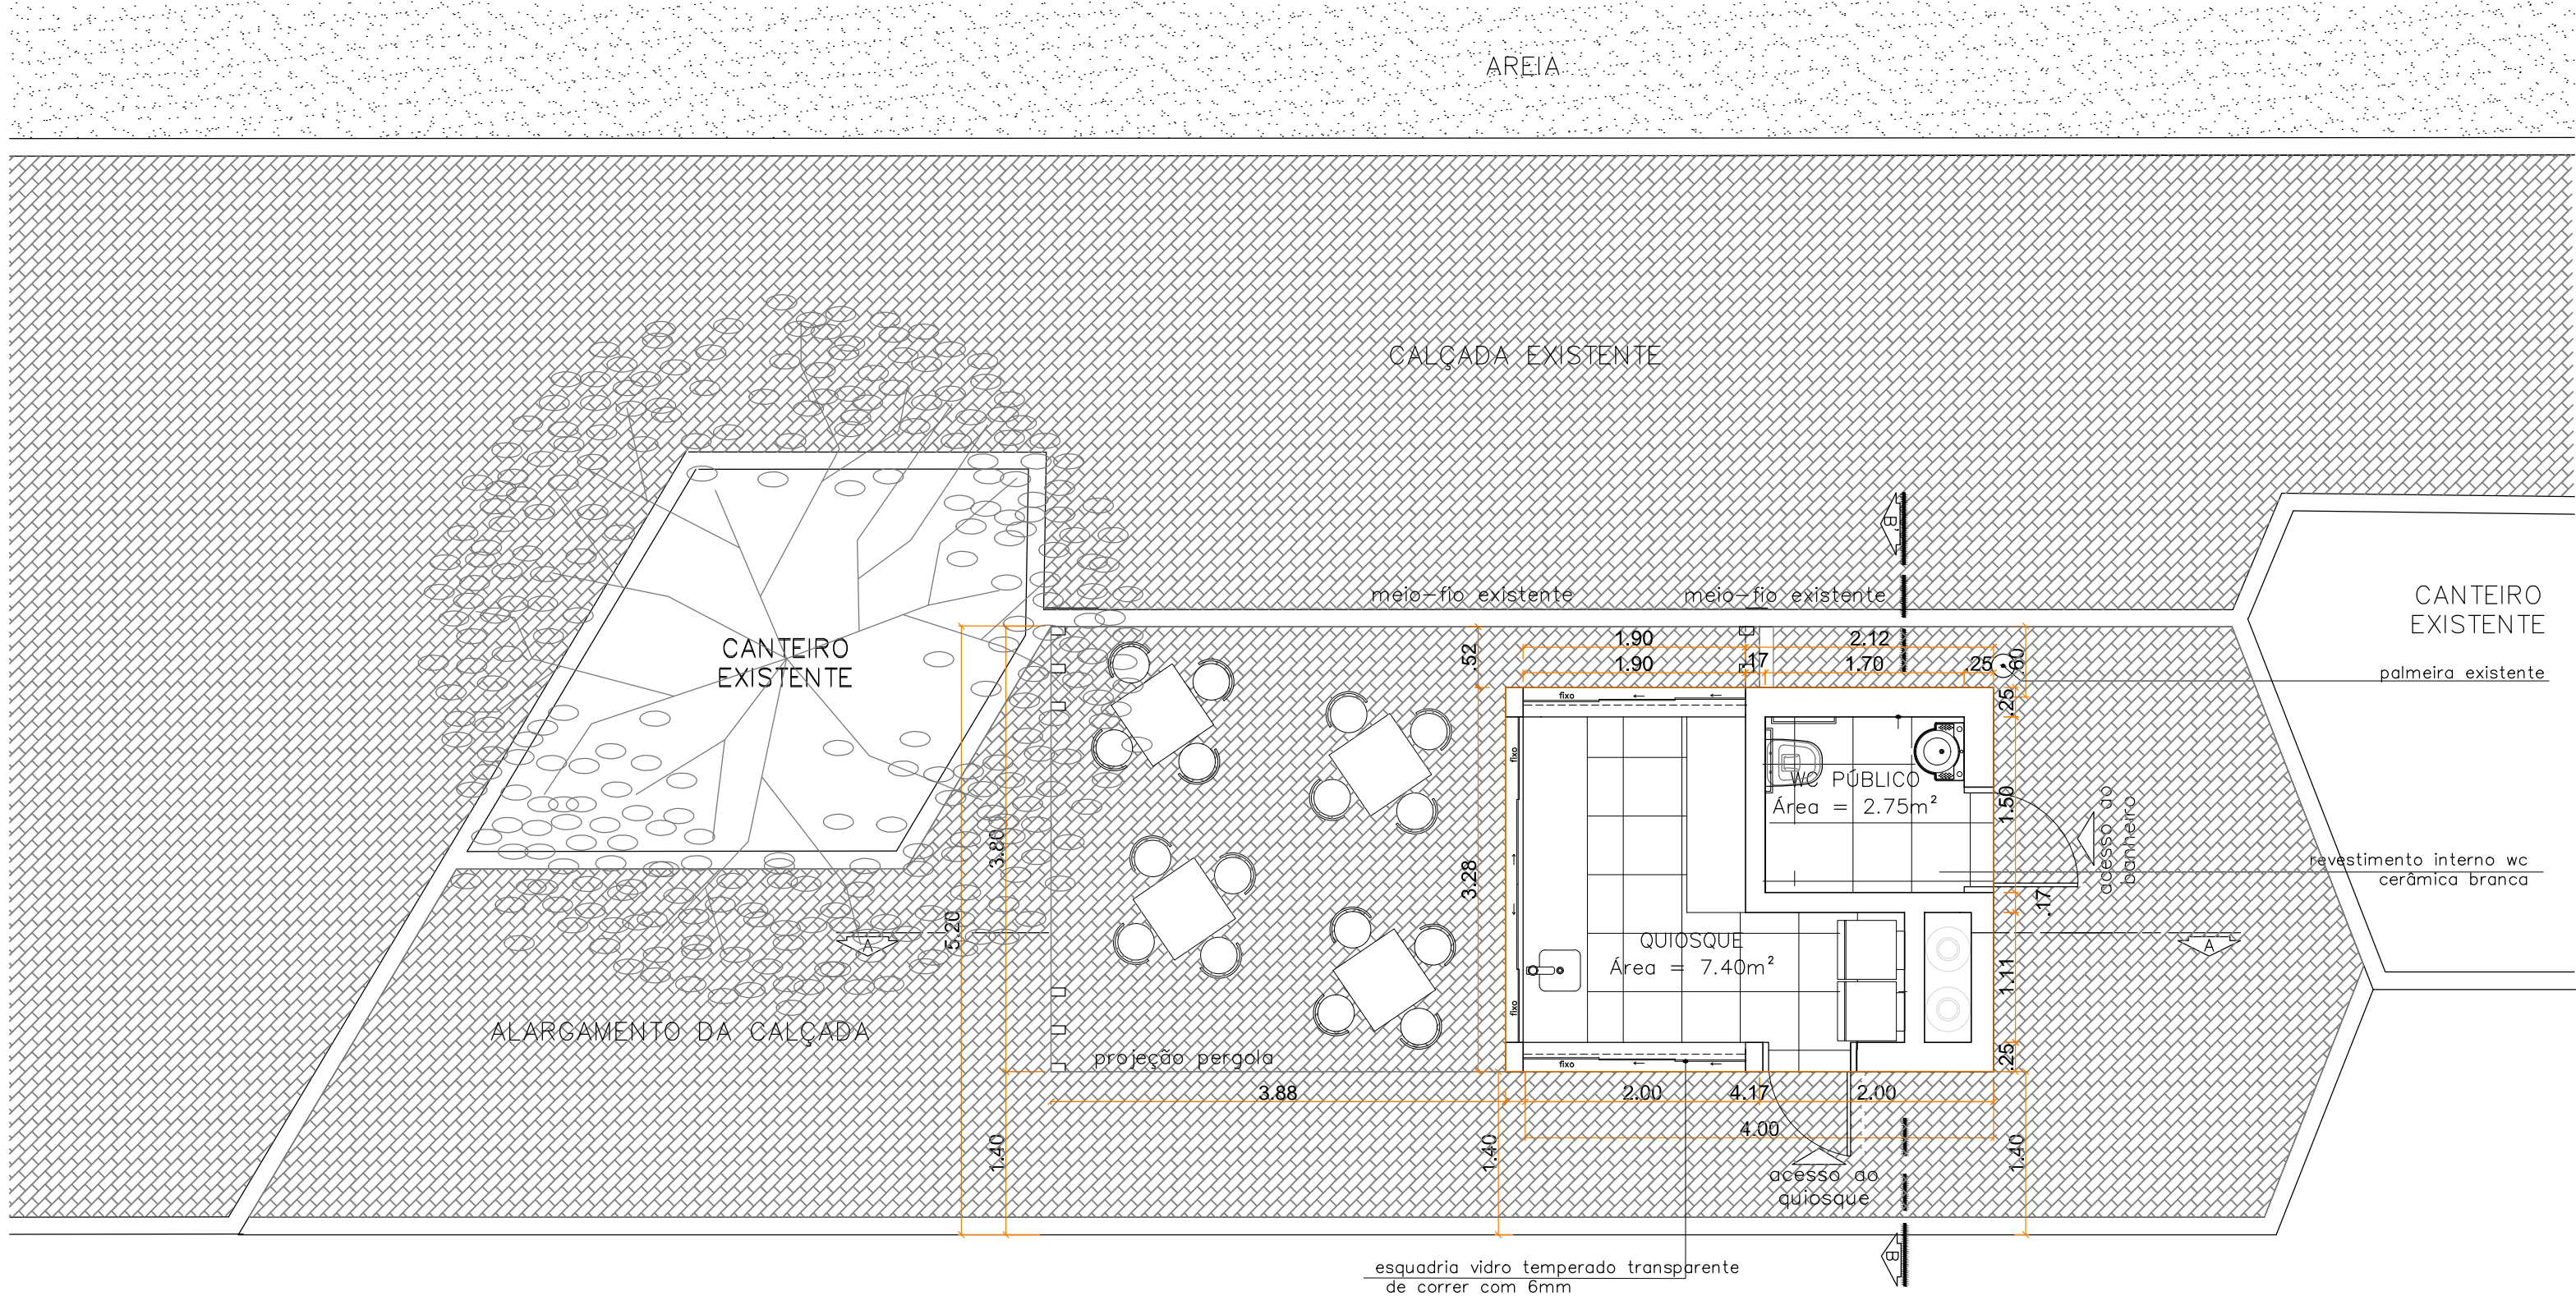 AREIA
CALÇADA EXISTENTE
B'
meio-fio existente
meio-fio existente
CANTEIRO
EXISTENTE
CANTEIRO
EXISTENTE
.52
1.90
2.12
1.90
.17
1.70
.25
.60
palmeira existente
fixo
.25
fixo
WC PÚBLICO
Área = 2.75m²
1.50
acesso ao
banheiro
3.80
3.28
revestimento interno wc
cerâmica branca
.17
5.20
A
QUIOSQUE
Área = 7.40m²
A
1.11
fixo
ALARGAMENTO DA CALÇADA
projeção pergola
fixo
.25
3.88
2.00
4.17
2.00
4.00
1.40
1.40
1.40
acesso ao
quiosque
B
esquadria vidro temperado transparente
de correr com 6mm